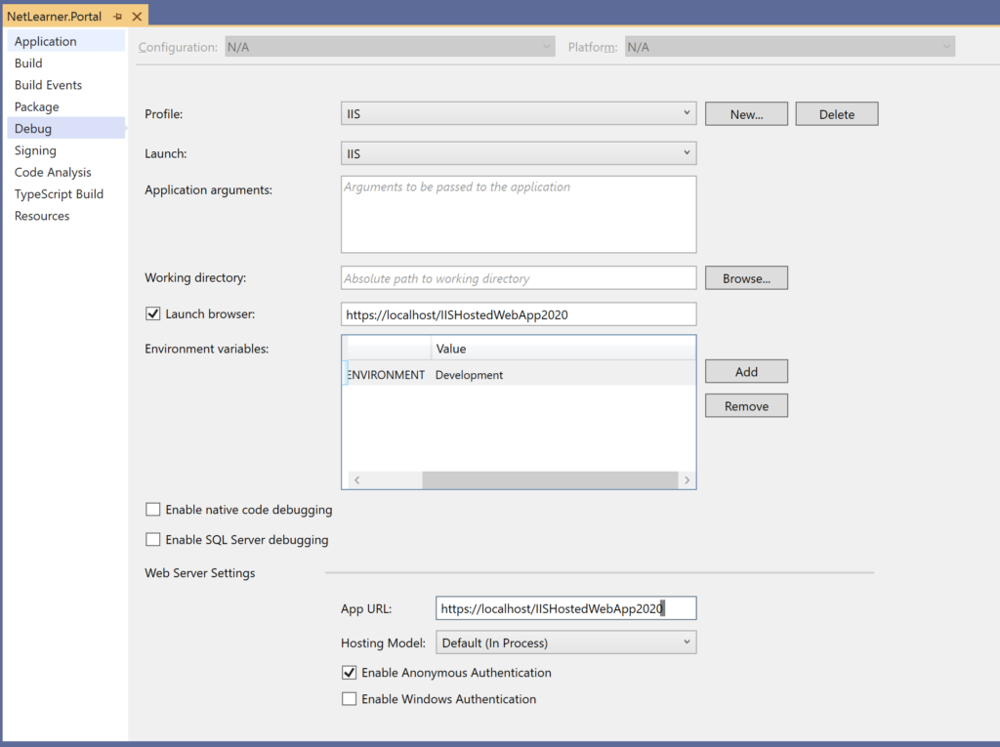 NetLearner.Portal
Application
Build
Build Events
Package
Debug
Signing
Code Analysis
TypeScript Build
Resources
Configuration: N/A Platform: N/A
Profile: IIS New... Delete
Launch: IIS
Application arguments: Arguments to be passed to the application
Working directory: Absolute path to working directory Browse...
Launch browser: https://localhost/IISHostedWebApp2020
Environment variables: Value
ENVIRONMENT Development
Add
Remove
Enable native code debugging
Enable SQL Server debugging
Web Server Settings
App URL: https://localhost/IISHostedWebApp2020
Hosting Model: Default (In Process)
Enable Anonymous Authentication
Enable Windows Authentication